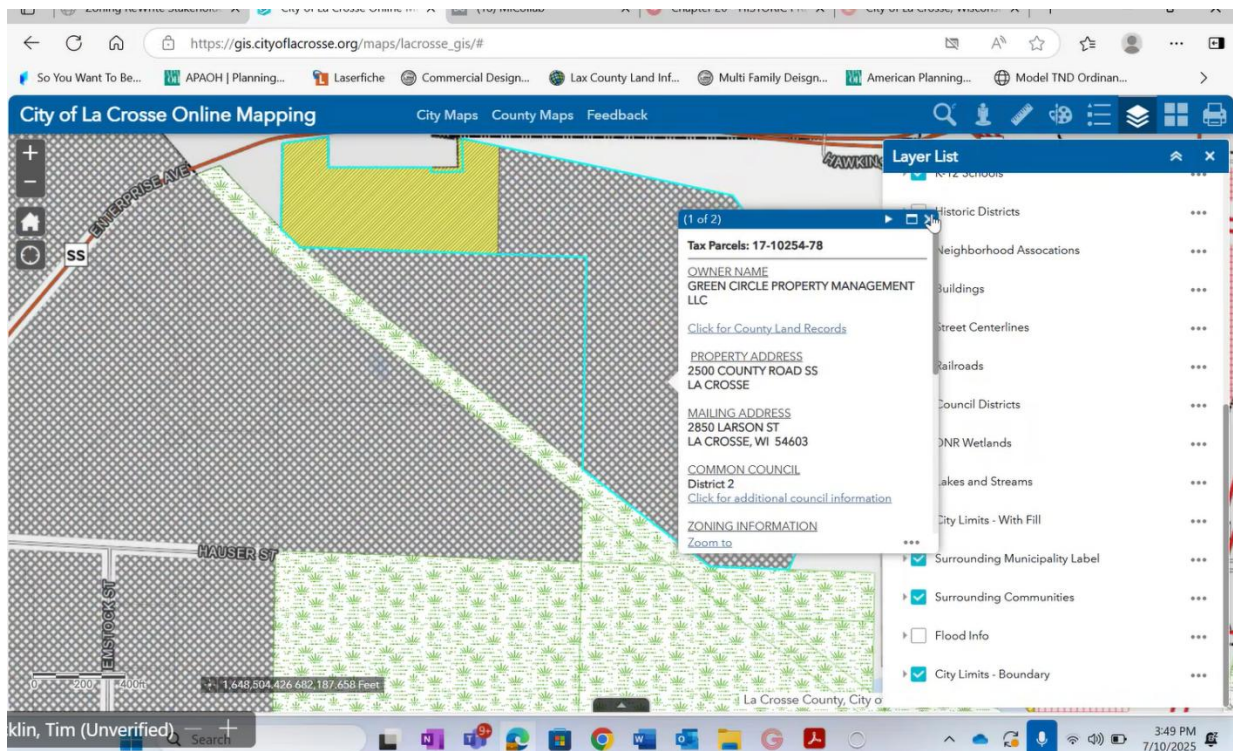 Zoning ReWrite Stakehol
City of La Crosse Online M
(10) MiCollab
Chapter 20 - HISTORIC P
City of La Crosse, Wiscon
https://gis.cityoflacrosse.org/maps/lacrosse_gis/#
So You Want To Be...
APAOH | Planning...
Laserfiche
Commercial Design...
Lax County Land Inf...
Multi Family Deisgn...
American Planning...
Model TND Ordinan...
City of La Crosse Online Mapping
City Maps
County Maps
Feedback
ENTERPRISE AVE
HAWKIN
SS
HAUSER ST
EMSTOCK ST
0 200 400ft
1,648,504.426 682,187.658 Feet
La Crosse County, City o
(1 of 2)
Tax Parcels: 17-10254-78
OWNER NAME
GREEN CIRCLE PROPERTY MANAGEMENT
LLC
Click for County Land Records
PROPERTY ADDRESS
2500 COUNTY ROAD SS
LA CROSSE
MAILING ADDRESS
2850 LARSON ST
LA CROSSE, WI 54603
COMMON COUNCIL
District 2
Click for additional council information
ZONING INFORMATION
Zoom to
Layer List
K-12 Schools
Historic Districts
Neighborhood Assocations
Buildings
Street Centerlines
Railroads
Council Districts
DNR Wetlands
Lakes and Streams
City Limits - With Fill
Surrounding Municipality Label
Surrounding Communities
Flood Info
City Limits - Boundary
klin, Tim (Unverified)
Search
3:49 PM
7/10/2025